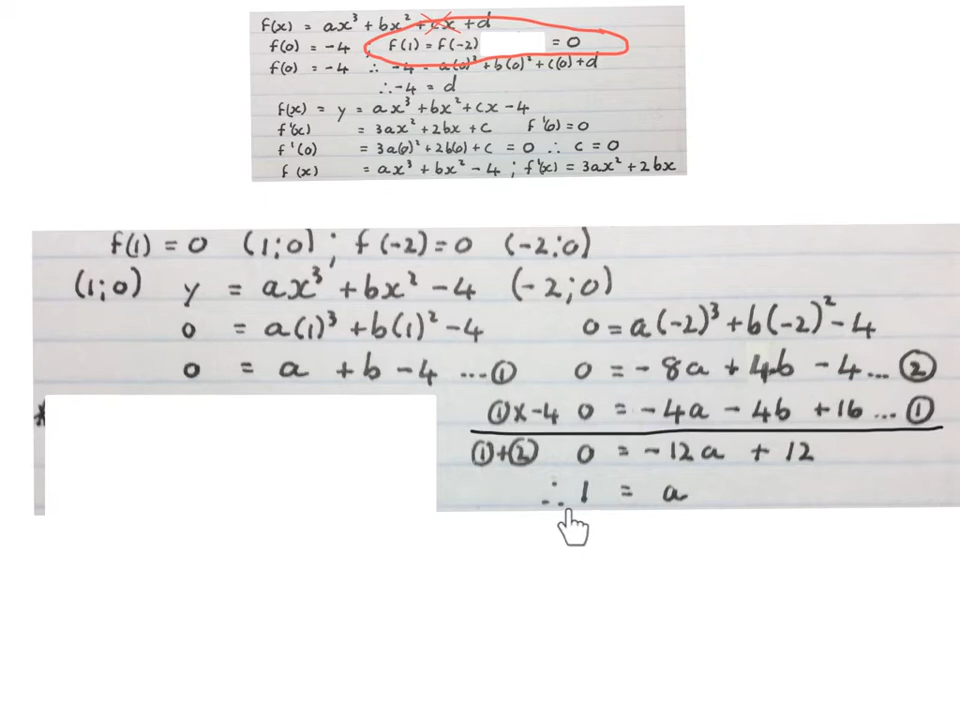 f(x) = ax³ + bx² + cx + d
f(0) = -4 , f(1) = f(-2) = 0
f(0) = -4 ∴ -4 = a(0)³ + b(0)² + c(0) + d
∴ -4 = d
f(x) = y = ax³ + bx² + cx - 4
f'(x) = 3ax² + 2bx + c f'(0) = 0
f'(0) = 3a(0)² + 2b(0) + c = 0 ∴ c = 0
f(x) = ax³ + bx² - 4 ; f'(x) = 3ax² + 2bx
f(1) = 0 (1;0) ; f(-2) = 0 (-2;0)
(1;0) y = ax³ + bx² - 4 (-2;0)
0 = a(1)³ + b(1)² - 4 0 = a(-2)³ + b(-2)² - 4
0 = a + b - 4 ...① 0 = -8a + 4b - 4 ...②
* ①x-4 0 = -4a - 4b + 16 ...①
①+② 0 = -12a + 12
∴ 1 = a